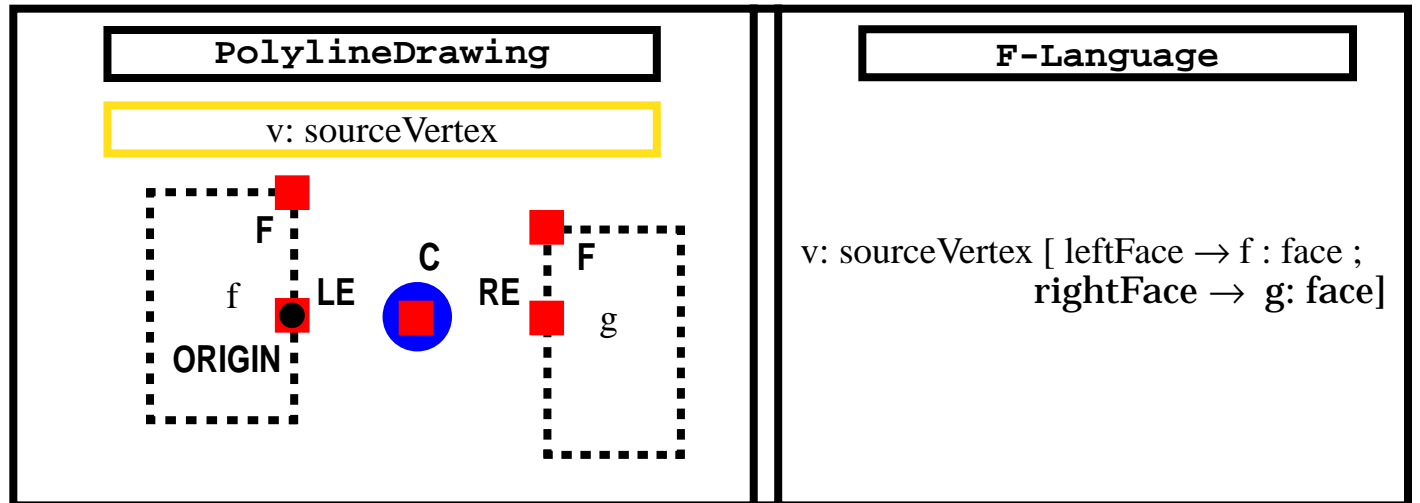 PolylineDrawing
v: sourceVertex
F
C
F
f
LE
RE
g
ORIGIN
F-Language
v: sourceVertex [ leftFace → f : face ;
rightFace → g: face]